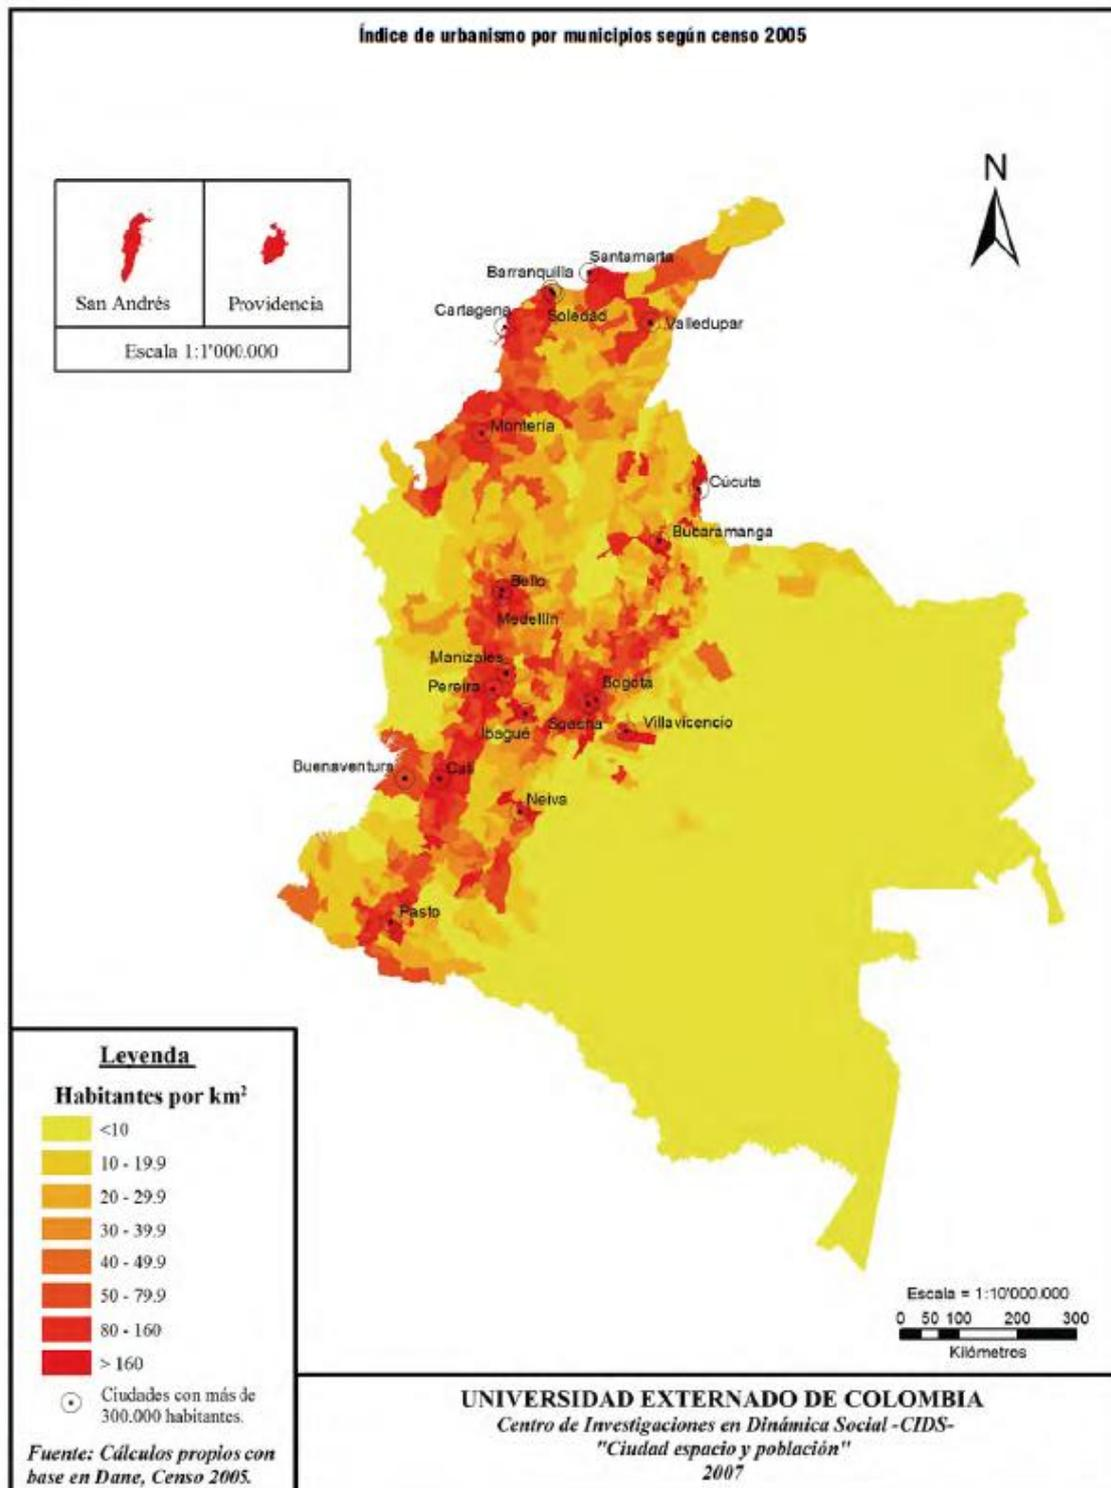 Índice de urbanismo por municipios según censo 2005
N
San Andrés
Providencia
Escala 1:1'000.000
Santamarta
Barranquilla
Cartagena
Soledad
Valledupar
Montería
Cúcuta
Bucaramanga
Bello
Medellín
Manizales
Pereira
Bogota
Ibagué
Soacha
Villavicencio
Buenaventura
Cali
Neiva
Pasto
Leyenda
Habitantes por km²
<10
10 - 19.9
20 - 29.9
30 - 39.9
40 - 49.9
50 - 79.9
80 - 160
> 160
Ciudades con más de
300.000 habitantes.
Fuente: Cálculos propios con
base en Dane, Censo 2005.
Escala = 1:10'000.000
0 50 100 200 300
Kilómetros
UNIVERSIDAD EXTERNADO DE COLOMBIA
Centro de Investigaciones en Dinámica Social -CIDS-
"Ciudad espacio y población"
2007